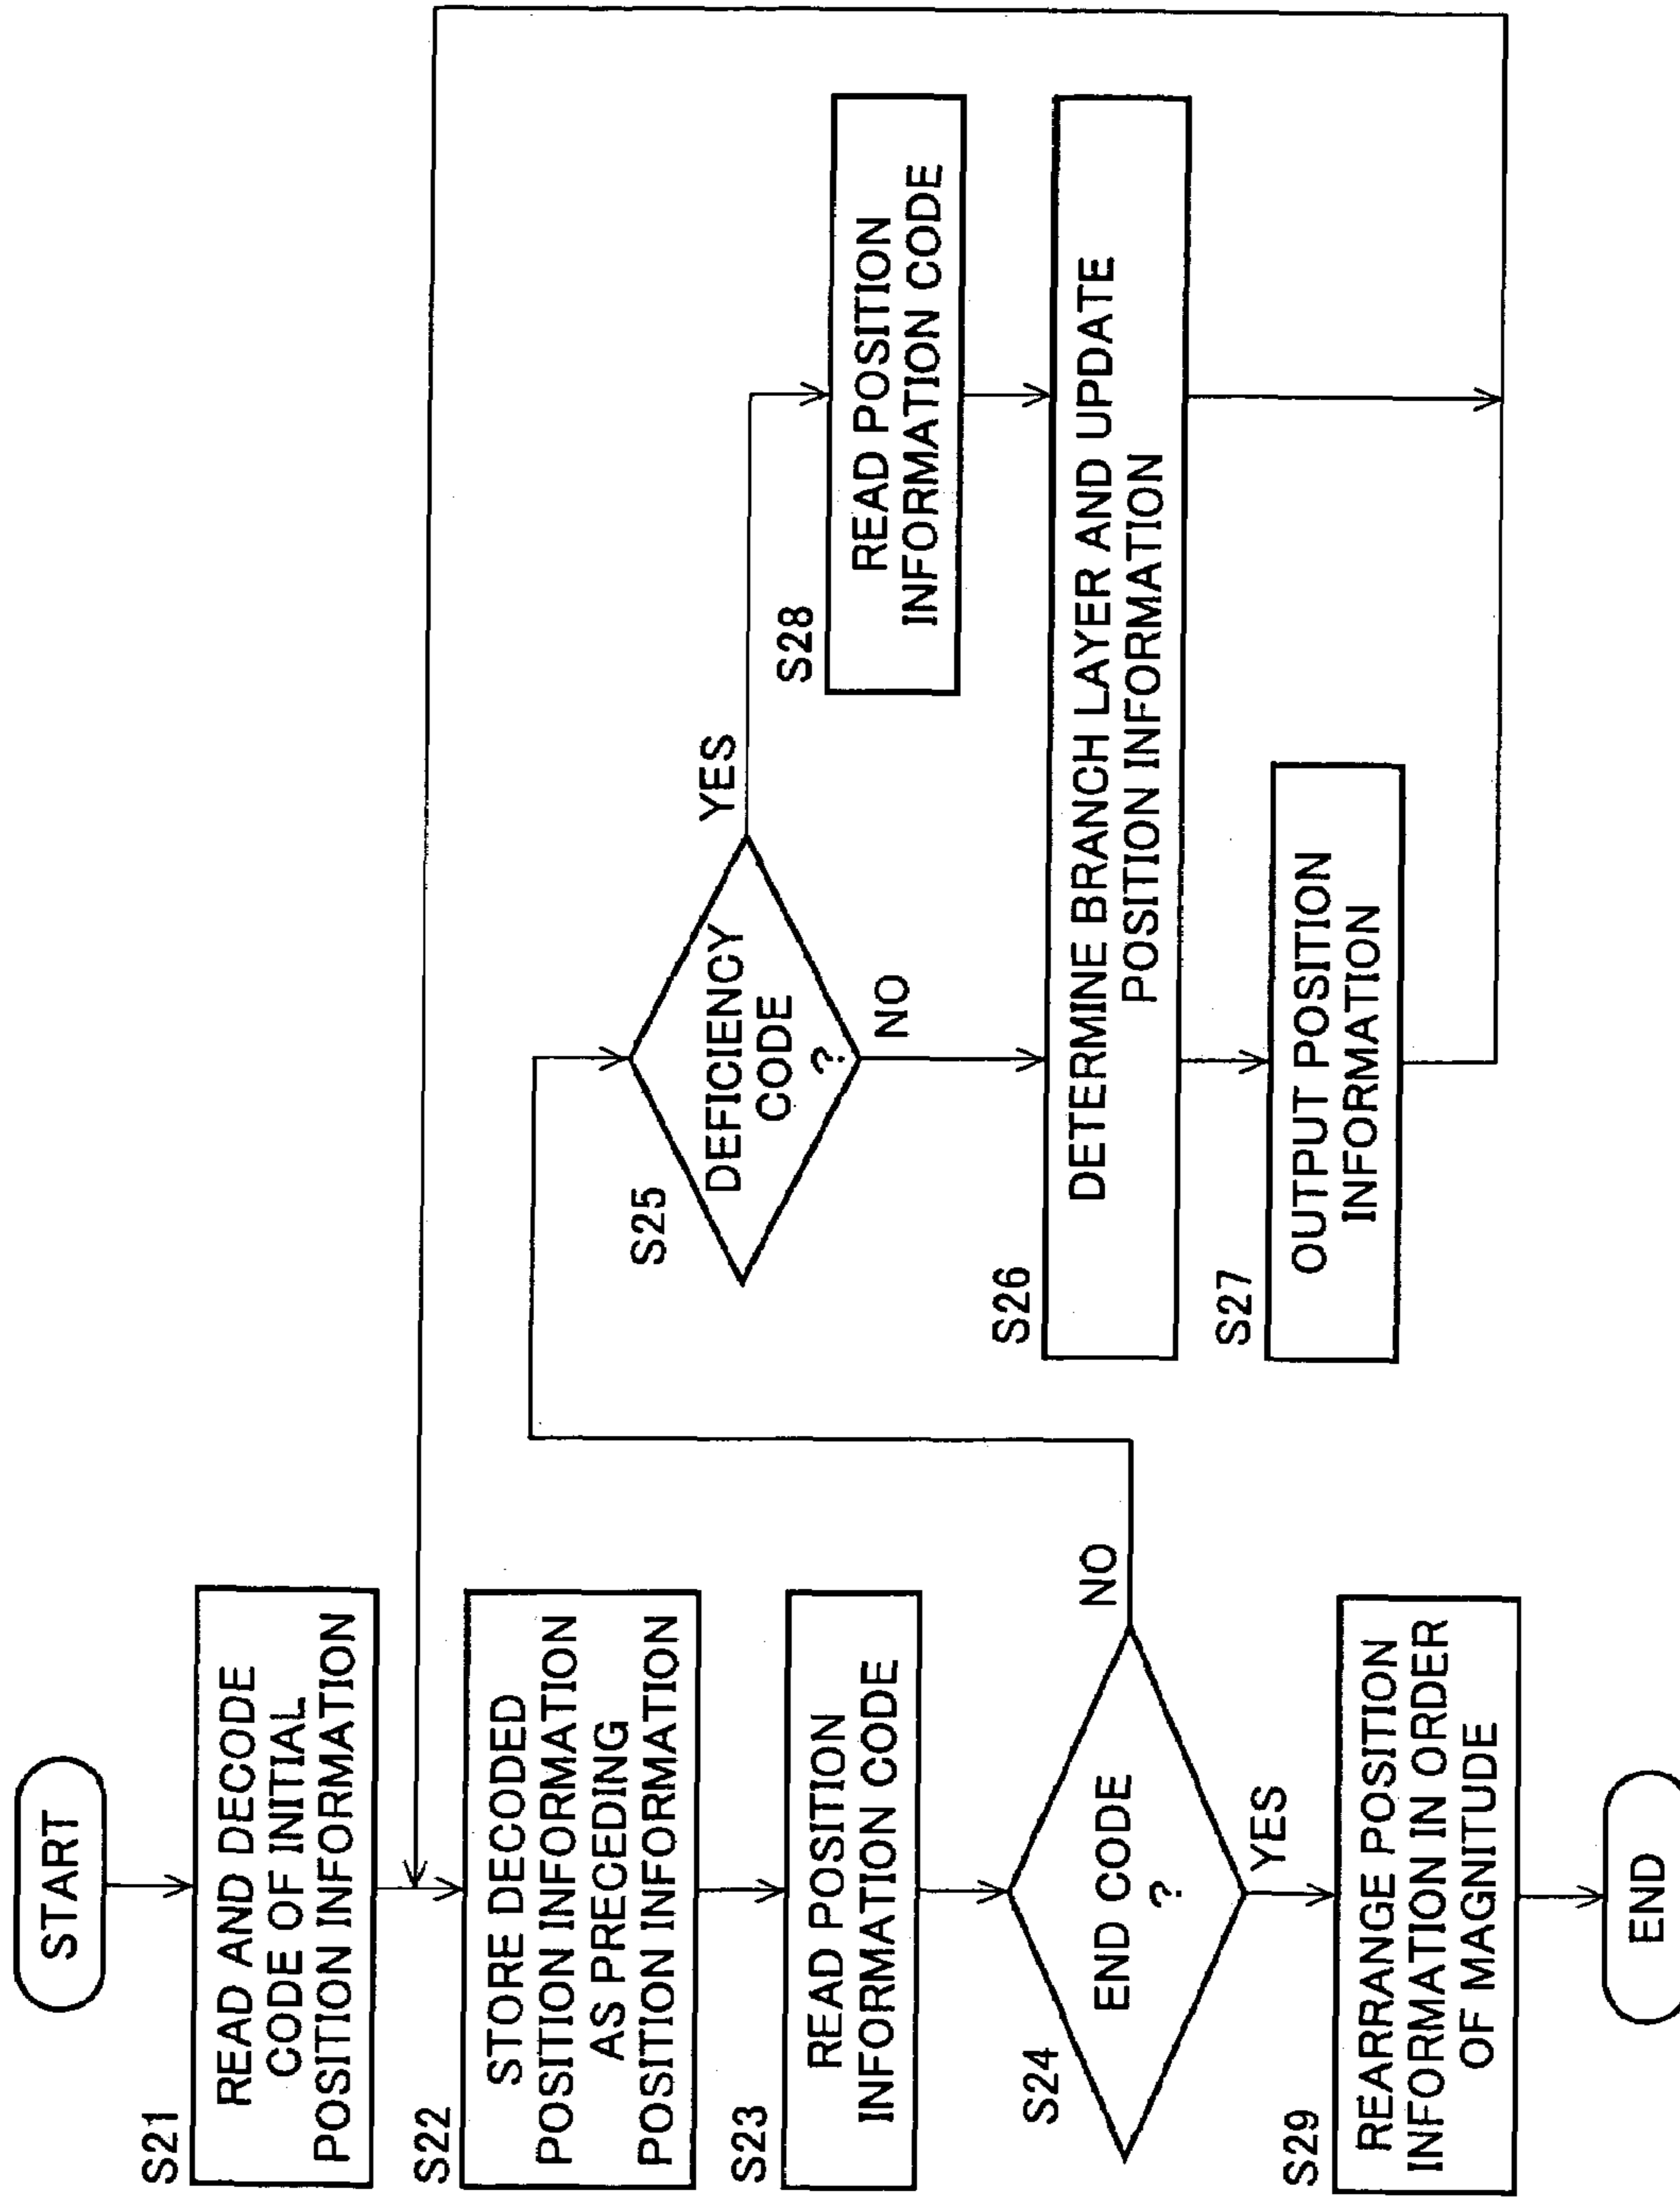 START
S21
READ AND DECODE
CODE OF INITIAL
POSITION INFORMATION
S22
STORE DECODED
POSITION INFORMATION
AS PRECEDING
POSITION INFORMATION
S23
READ POSITION
INFORMATION CODE
S24
END CODE
?
NO
YES
S29
REARRANGE POSITION
INFORMATION IN ORDER
OF MAGNITUDE
END
S25
DEFICIENCY
CODE
?
YES
NO
S28
READ POSITION
INFORMATION CODE
S26
DETERMINE BRANCH LAYER AND UPDATE
POSITION INFORMATION
S27
OUTPUT POSITION
INFORMATION